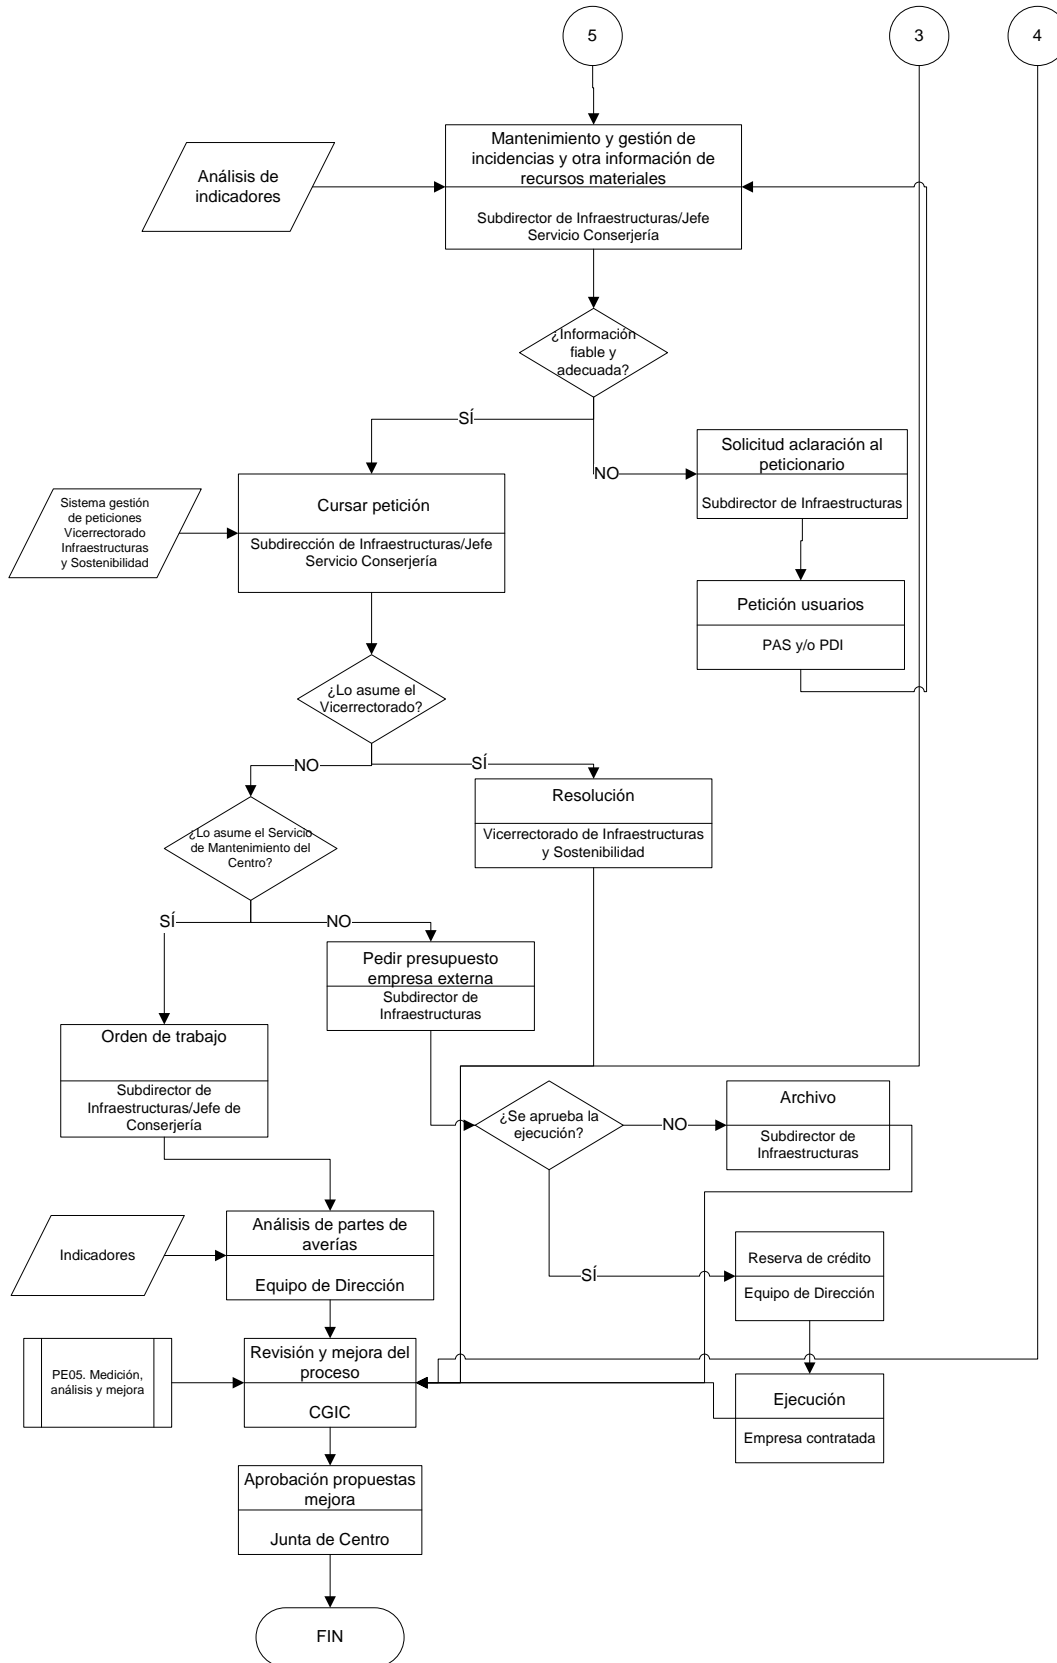 5
3
4
Mantenimiento y gestión de
incidencias y otra información de
recursos materiales
Subdirector de Infraestructuras/Jefe
Servicio Conserjería
Análisis de
indicadores
¿Información
fiable y
adecuada?
SÍ
NO
Solicitud aclaración al
peticionario
Subdirector de Infraestructuras
Sistema gestión
de peticiones
Vicerrectorado
Infraestructuras
y Sostenibilidad
Cursar petición
Subdirección de Infraestructuras/Jefe
Servicio Conserjería
Petición usuarios
PAS y/o PDI
¿Lo asume el
Vicerrectorado?
NO
SÍ
Resolución
Vicerrectorado de Infraestructuras
y Sostenibilidad
¿Lo asume el Servicio
de Mantenimiento del
Centro?
SÍ
NO
Pedir presupuesto
empresa externa
Subdirector de
Infraestructuras
Orden de trabajo
Subdirector de
Infraestructuras/Jefe de
Conserjería
¿Se aprueba la
ejecución?
NO
Archivo
Subdirector de
Infraestructuras
Indicadores
Análisis de partes de
averías
Equipo de Dirección
SÍ
Reserva de crédito
Equipo de Dirección
PE05. Medición,
análisis y mejora
Revisión y mejora del
proceso
CGIC
Ejecución
Empresa contratada
Aprobación propuestas
mejora
Junta de Centro
FIN